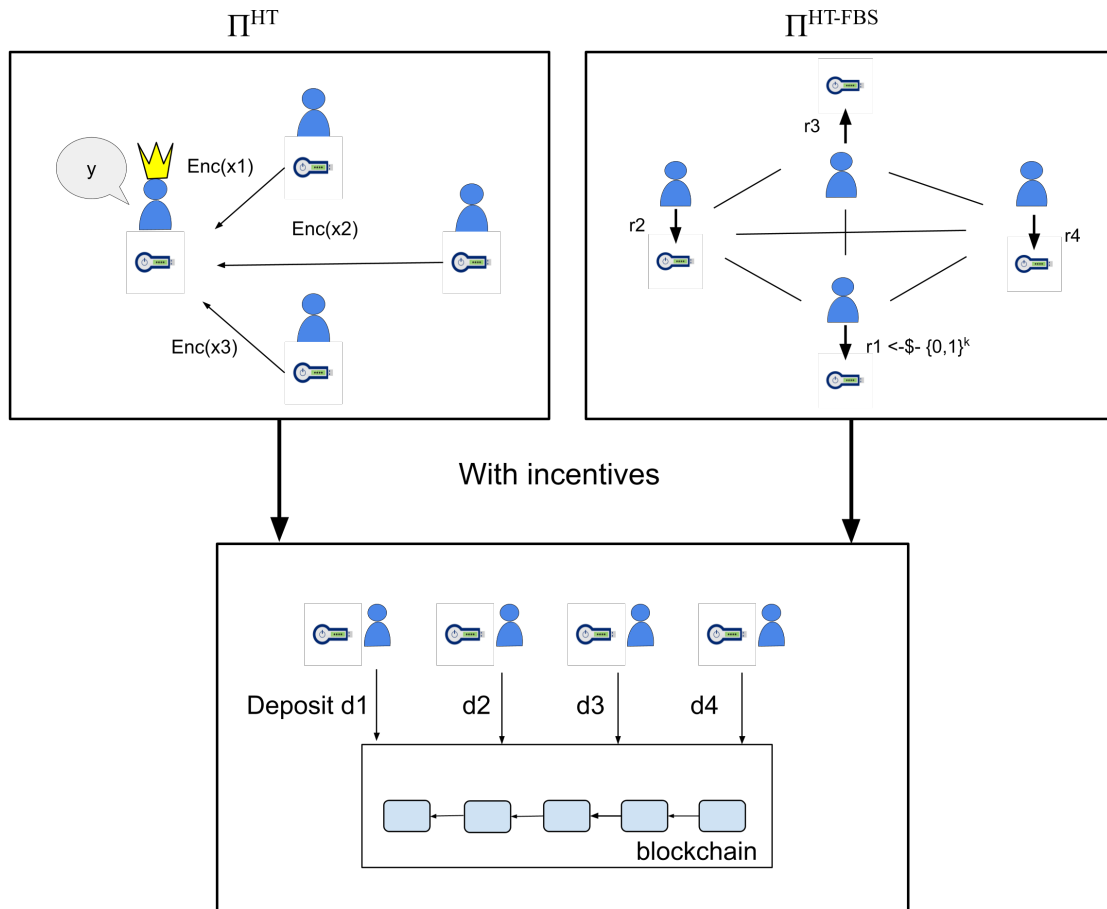 Π^HT
Π^HT-FBS
y
Enc(x1)
Enc(x2)
Enc(x3)
r3
r2
r4
r1 <-$- {0,1}^k
With incentives
Deposit d1
d2
d3
d4
blockchain